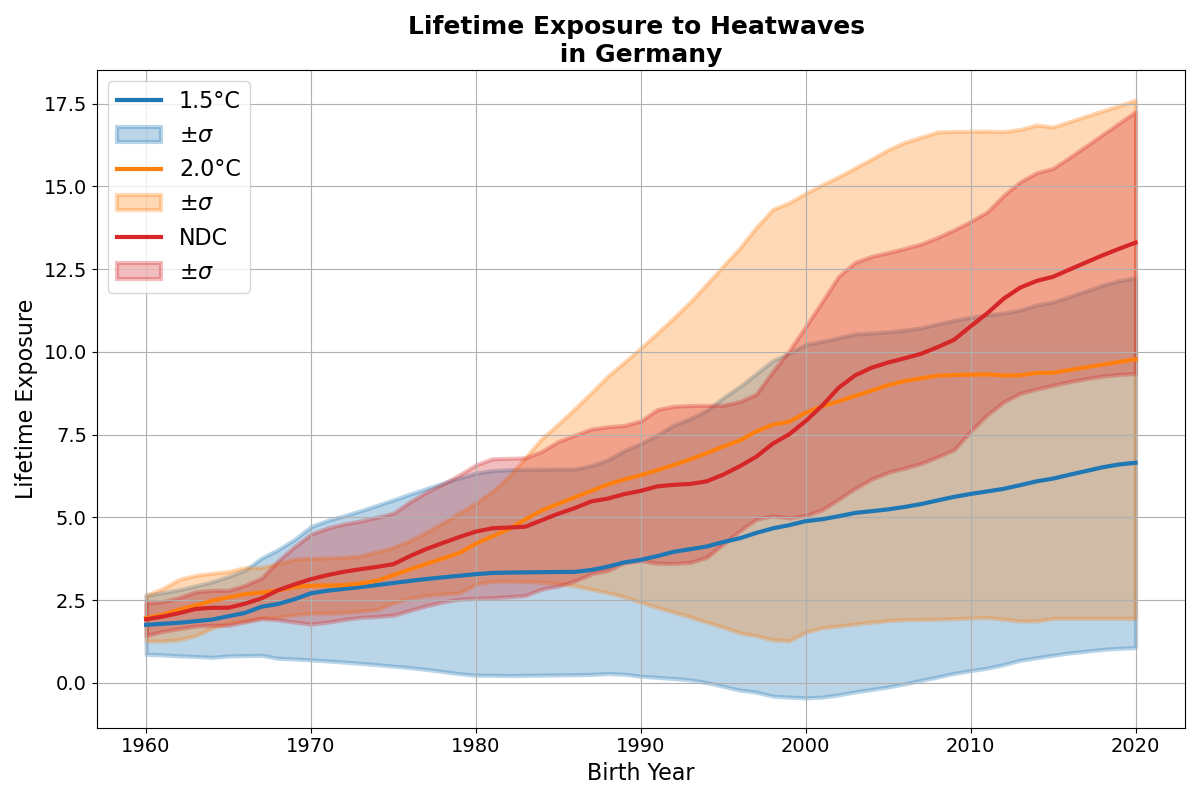 Lifetime Exposure to Heatwaves
in Germany
1.5°C
±σ
2.0°C
±σ
NDC
±σ
Lifetime Exposure
17.5
15.0
12.5
10.0
7.5
5.0
2.5
0.0
1960 1970 1980 1990 2000 2010 2020
Birth Year